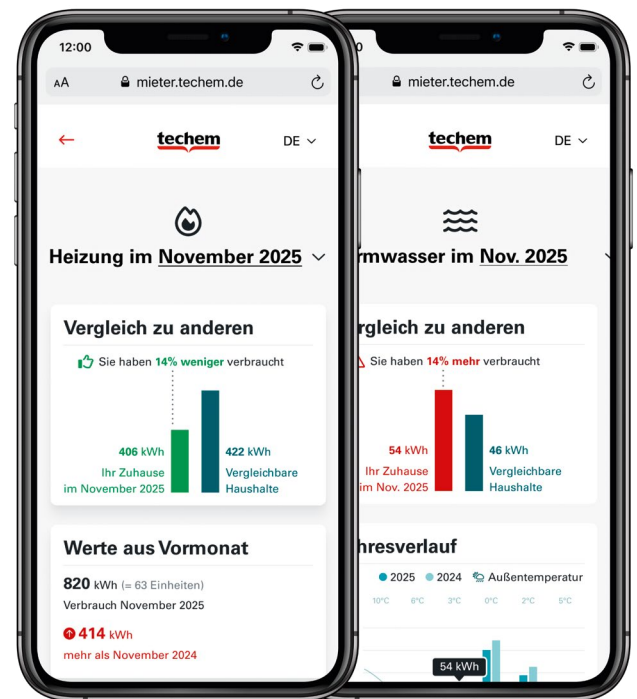 12:00
AA mieter.techem.de
techem DE
Heizung im November 2025
Vergleich zu anderen
Sie haben 14% weniger verbraucht
406 kWh
422 kWh
Ihr Zuhause
im November 2025
Vergleichbare
Haushalte
Werte aus Vormonat
820 kWh (= 63 Einheiten)
Verbrauch November 2025
414 kWh
mehr als November 2024
0
mieter.techem.de
techem DE
rmwasser im Nov. 2025
rgleich zu anderen
Sie haben 14% mehr verbraucht
54 kWh
46 kWh
Ihr Zuhause
im Nov. 2025
Vergleichbare
Haushalte
hresverlauf
2025 2024 Außentemperatur
10°C 6°C 3°C 0°C 2°C 5°C
54 kWh